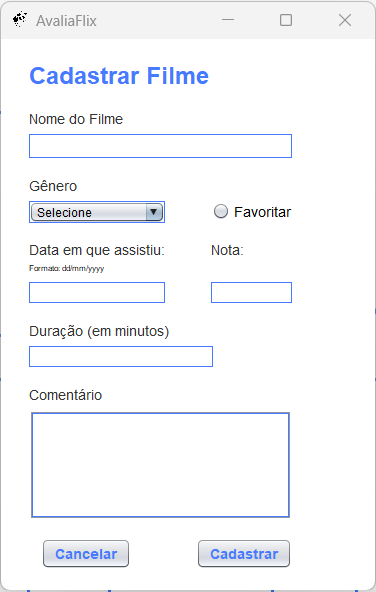 AvaliaFlix
Cadastrar Filme
Nome do Filme
Gênero
Selecione
Favoritar
Data em que assistiu:
Nota:
Formato: dd/mm/yyyy
Duração (em minutos)
Comentário
Cancelar
Cadastrar